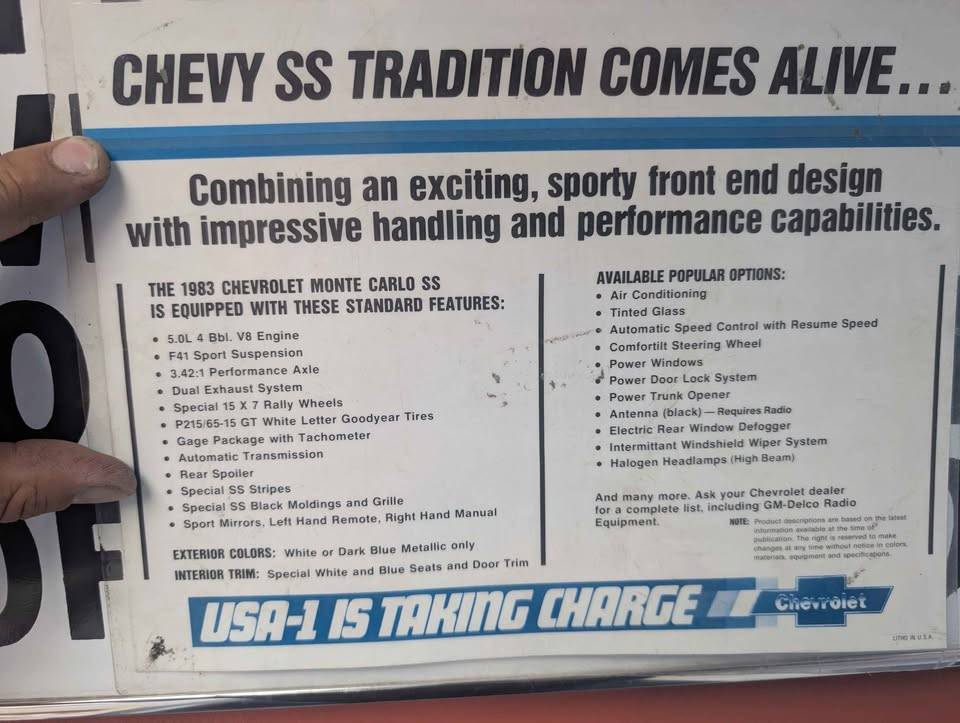 CHEVY SS TRADITION COMES ALIVE...
Combining an exciting, sporty front end design
with impressive handling and performance capabilities.
THE 1983 CHEVROLET MONTE CARLO SS
IS EQUIPPED WITH THESE STANDARD FEATURES:
• 5.0L 4 Bbl. V8 Engine
• F41 Sport Suspension
• 3.42:1 Performance Axle
• Dual Exhaust System
• Special 15 X 7 Rally Wheels
• P215/65-15 GT White Letter Goodyear Tires
• Gage Package with Tachometer
• Automatic Transmission
• Rear Spoiler
• Special SS Stripes
• Special SS Black Moldings and Grille
• Sport Mirrors, Left Hand Remote, Right Hand Manual
EXTERIOR COLORS: White or Dark Blue Metallic only
INTERIOR TRIM: Special White and Blue Seats and Door Trim
AVAILABLE POPULAR OPTIONS:
• Air Conditioning
• Tinted Glass
• Automatic Speed Control with Resume Speed
• Comfortilt Steering Wheel
• Power Windows
• Power Door Lock System
• Power Trunk Opener
• Antenna (black) — Requires Radio
• Electric Rear Window Defogger
• Intermittant Windshield Wiper System
• Halogen Headlamps (High Beam)
And many more. Ask your Chevrolet dealer
for a complete list, including GM-Delco Radio
Equipment.
NOTE: Product descriptions are based on the latest
information available at the time of
publication. The right is reserved to make
changes at any time without notice in colors,
materials, equipment and specifications.
USA-1 IS TAKING CHARGE
Chevrolet
LITHO IN U.S.A.